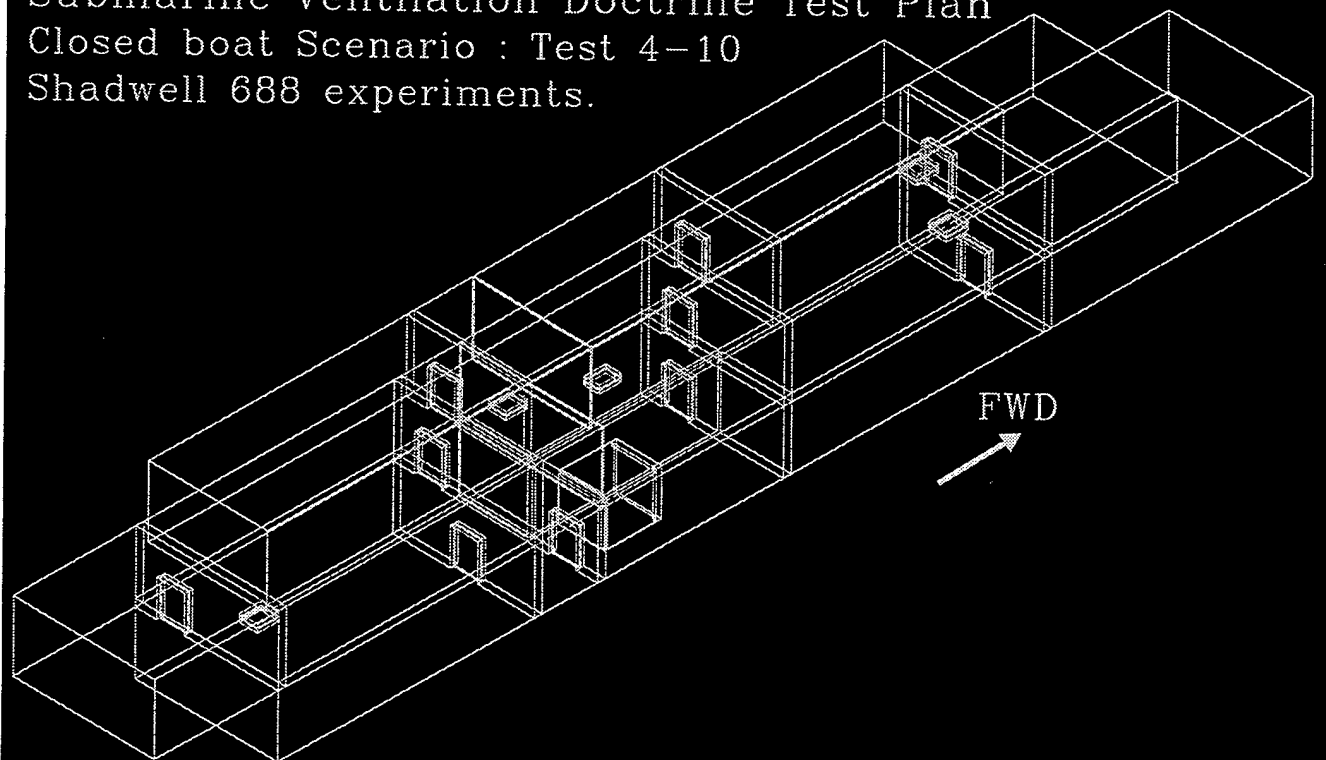 Submarine Ventilation Doctrine Test Plan
Closed boat Scenario : Test 4-10
Shadwell 688 experiments.
FWD